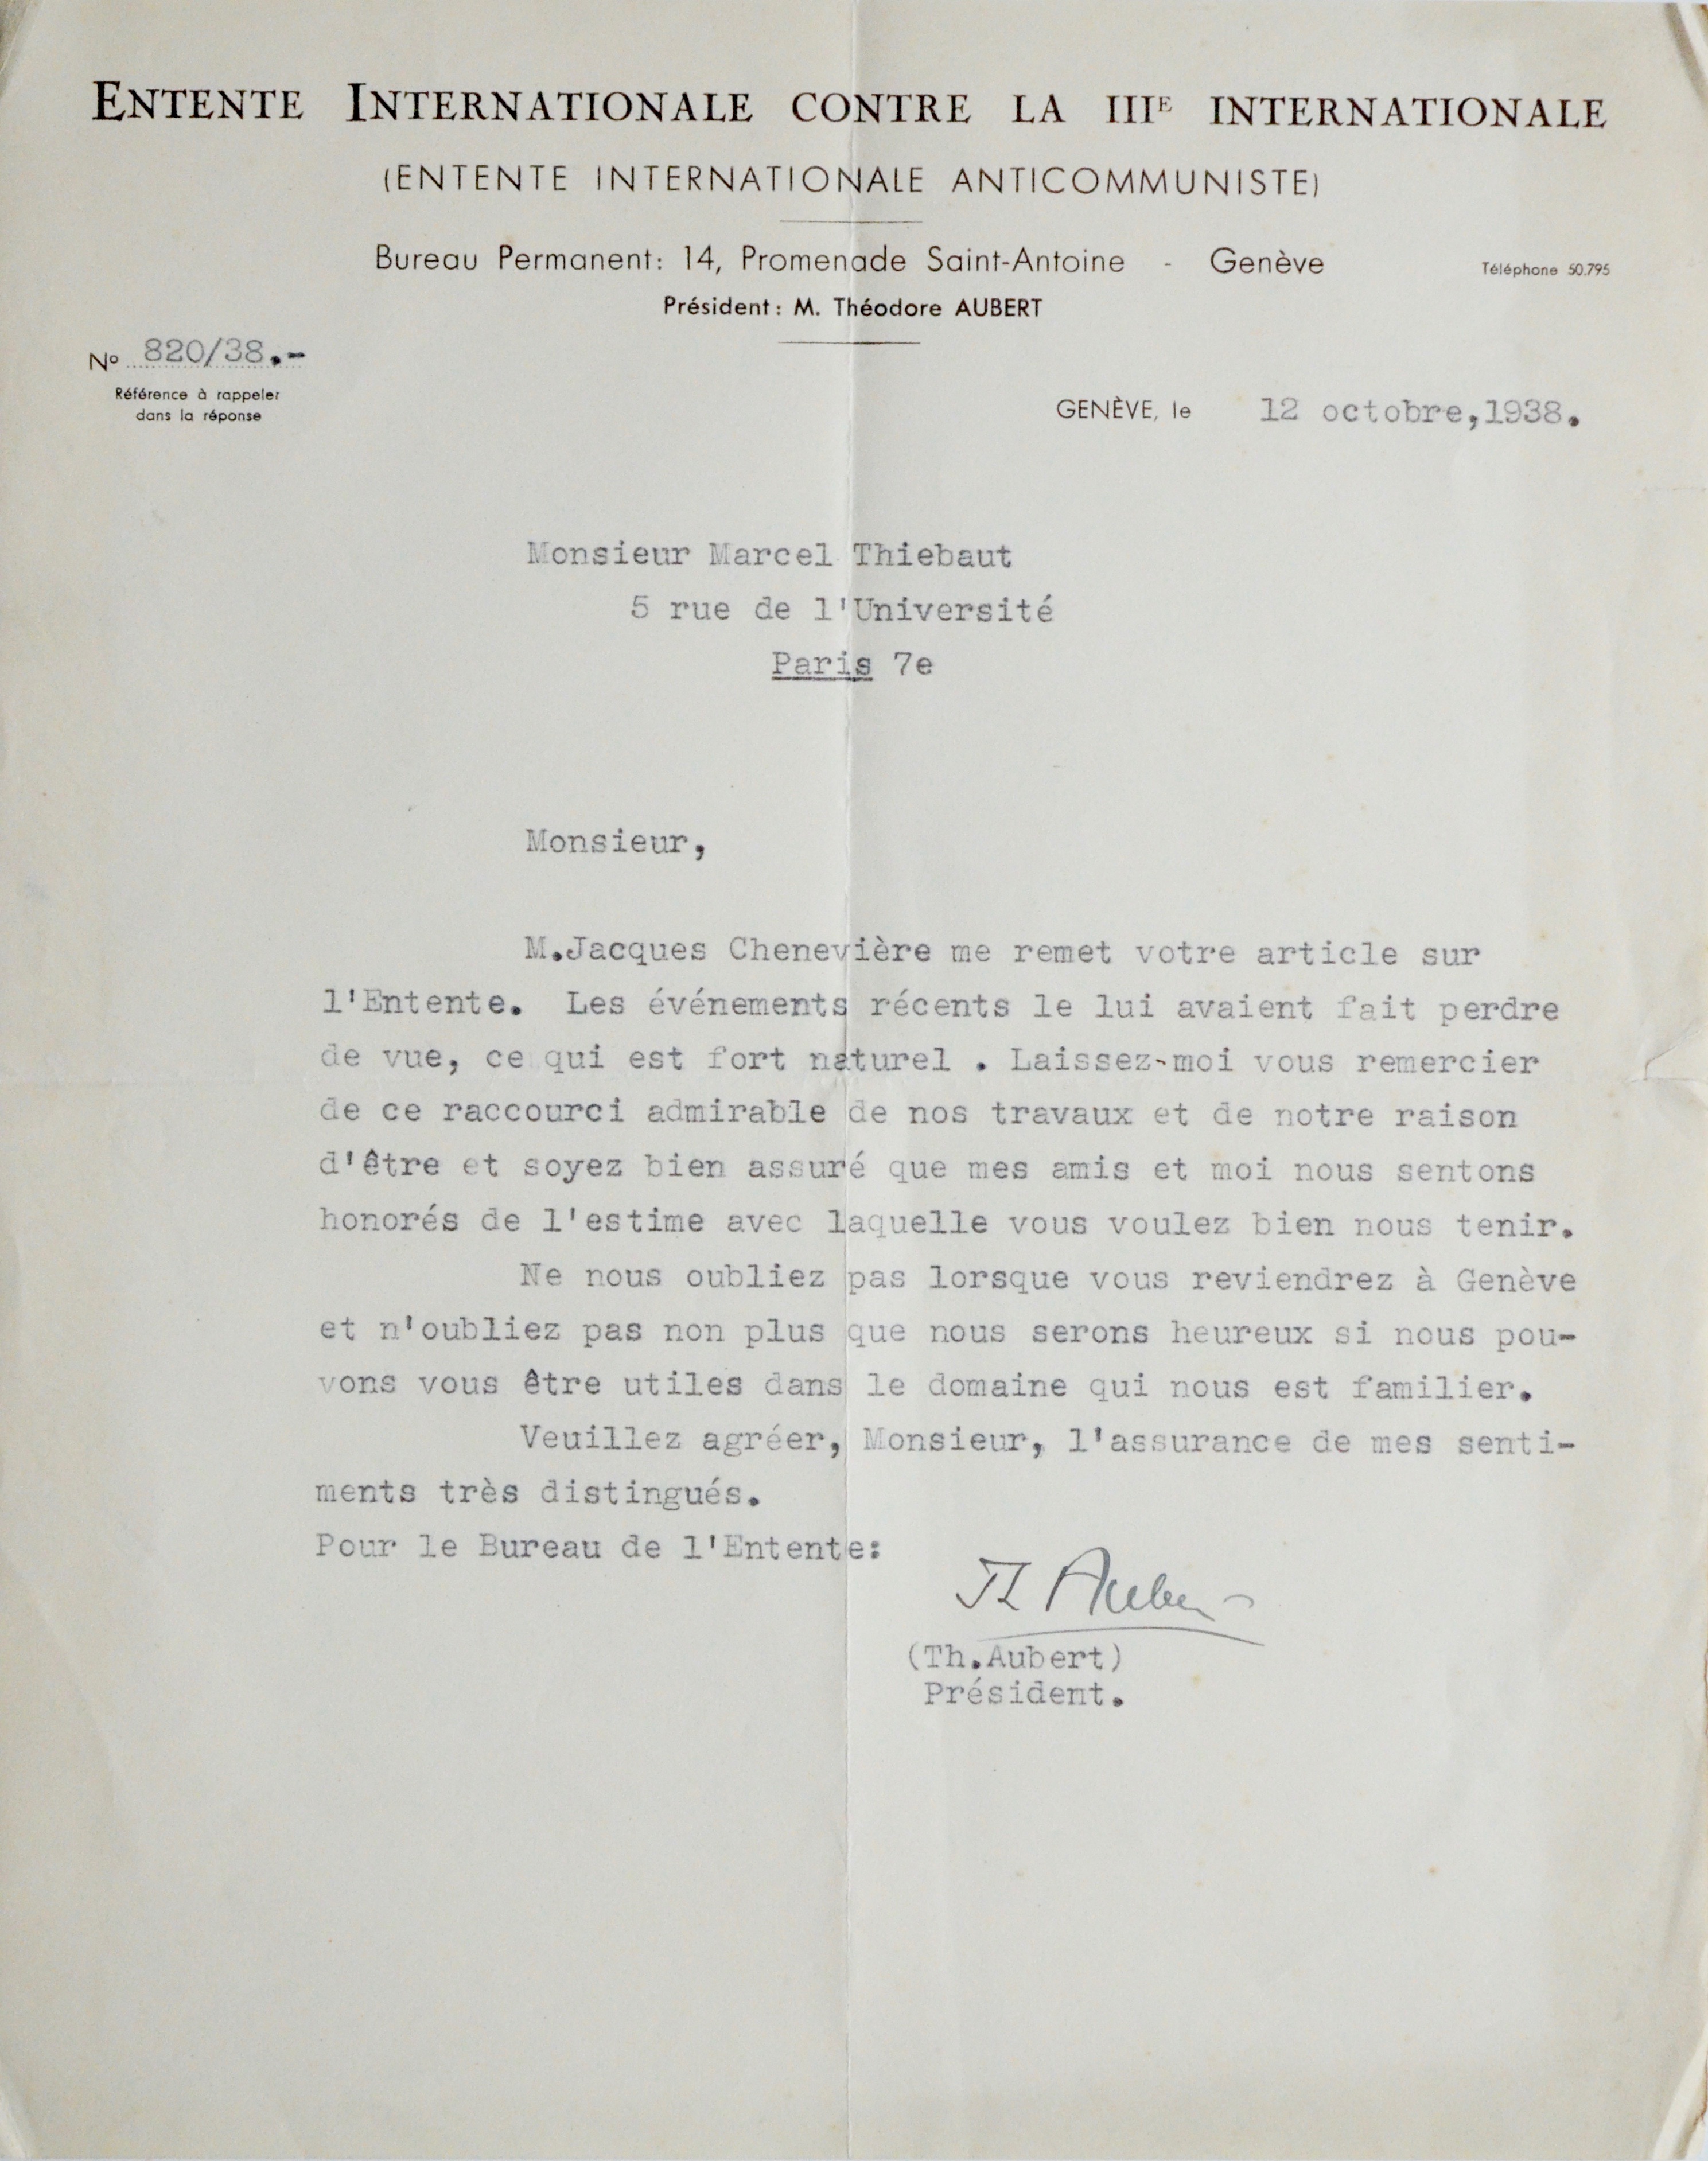 ENTENTE INTERNATIONALE CONTRE LA IIIE INTERNATIONALE
(ENTENTE INTERNATIONALE ANTICOMMUNISTE)
Bureau Permanent: 14, Promenade Saint-Antoine - Genève
Téléphone 50.795
Président: M. Théodore AUBERT
No 820/38.-
Référence à rappeler
dans la réponse
GENÈVE, le 12 octobre,1938.
Monsieur Marcel Thiebaut
5 rue de l'Université
Paris 7e
Monsieur,
M.Jacques Chenevière me remet votre article sur
l'Entente. Les événements récents le lui avaient fait perdre
de vue, ce qui est fort naturel . Laissez-moi vous remercier
de ce raccourci admirable de nos travaux et de notre raison
d'être et soyez bien assuré que mes amis et moi nous sentons
honorés de l'estime avec laquelle vous voulez bien nous tenir.
Ne nous oubliez pas lorsque vous reviendrez à Genève
et n'oubliez pas non plus que nous serons heureux si nous pou-
vons vous être utiles dans le domaine qui nous est familier.
Veuillez agréer, Monsieur, l'assurance de mes senti-
ments très distingués.
Pour le Bureau de l'Entente:
Th Aubert
(Th.Aubert)
Président.